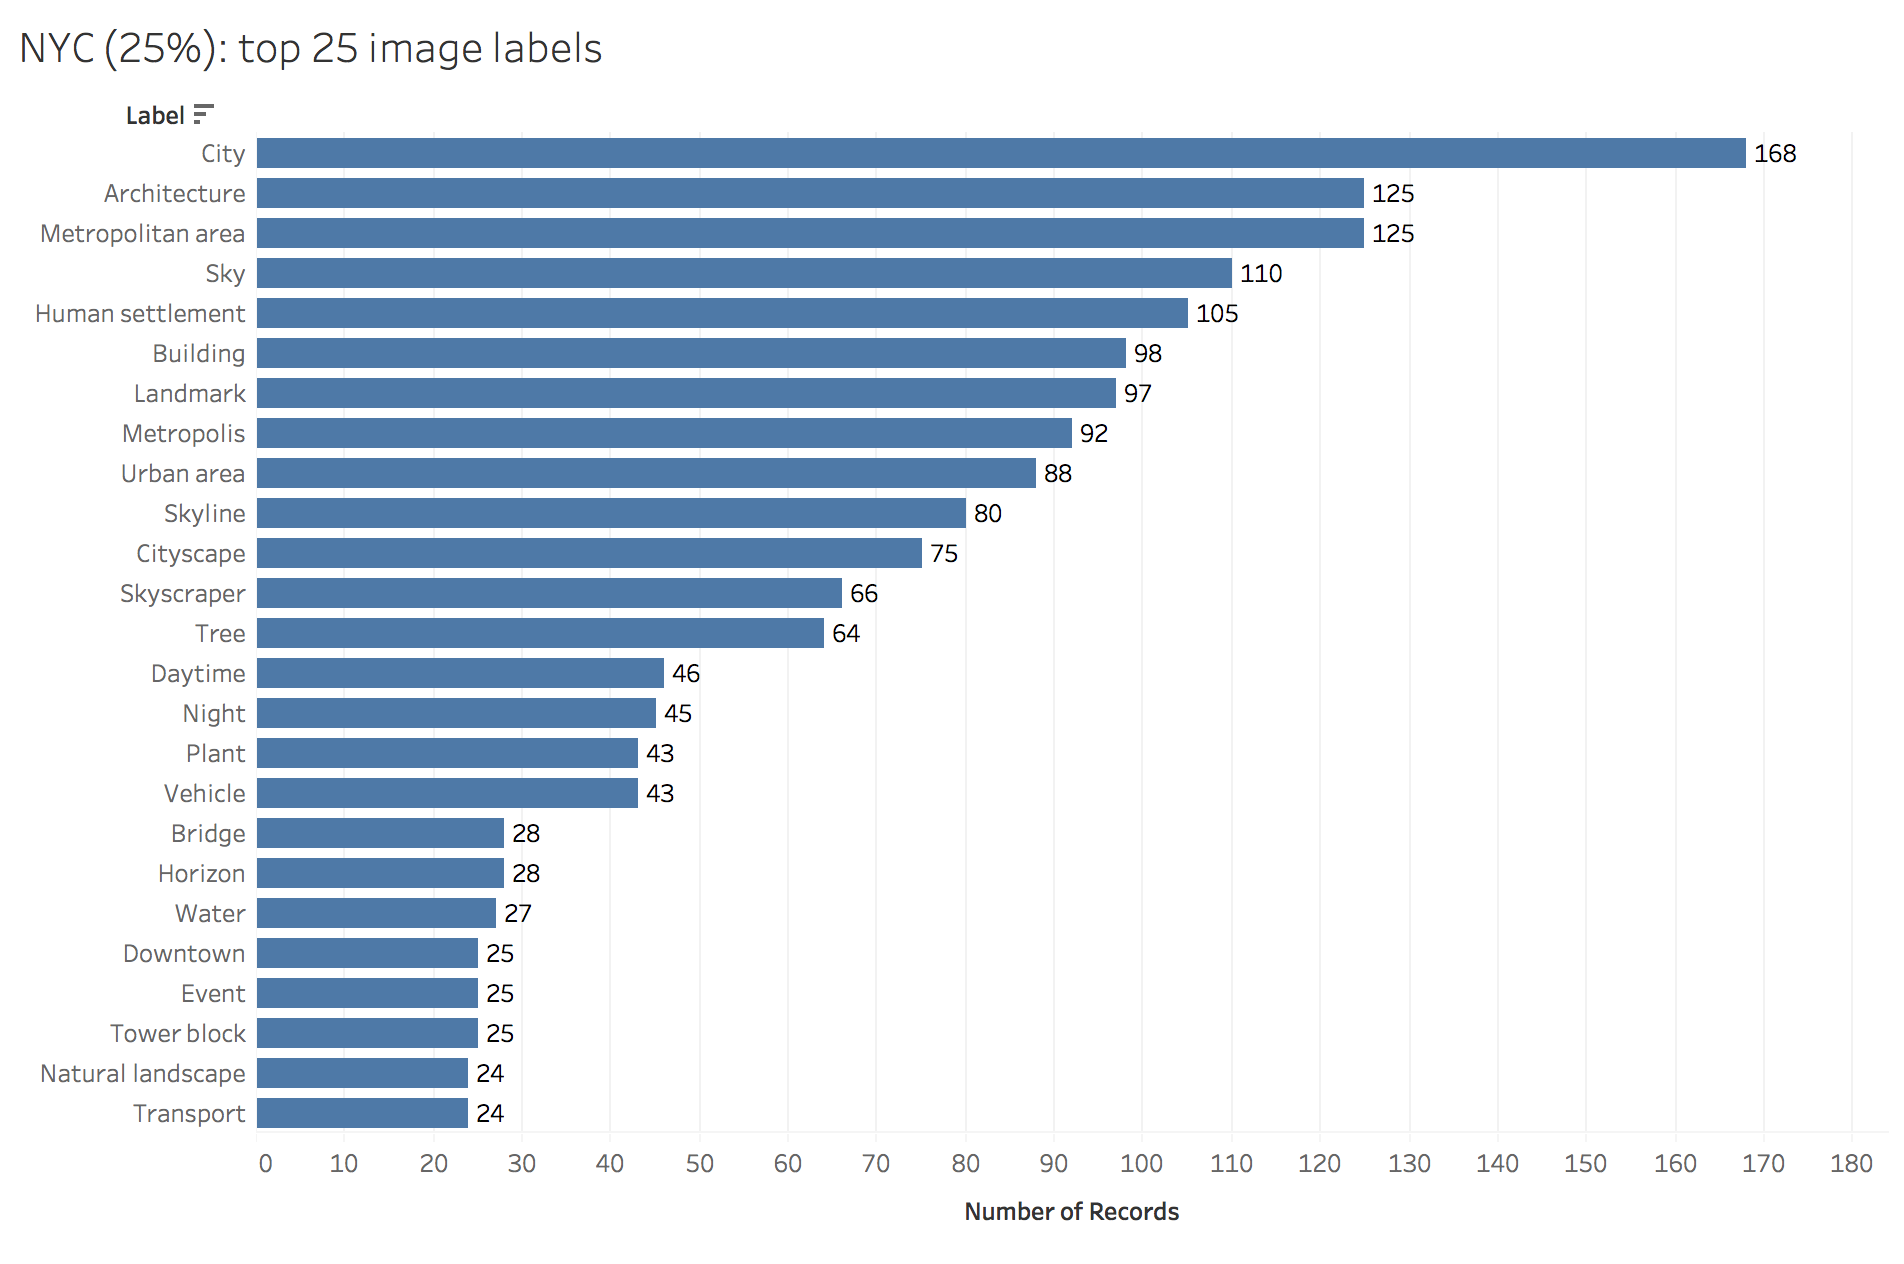 NYC (25%): top 25 image labels
Label
City 168
Architecture 125
Metropolitan area 125
Sky 110
Human settlement 105
Building 98
Landmark 97
Metropolis 92
Urban area 88
Skyline 80
Cityscape 75
Skyscraper 66
Tree 64
Daytime 46
Night 45
Plant 43
Vehicle 43
Bridge 28
Horizon 28
Water 27
Downtown 25
Event 25
Tower block 25
Natural landscape 24
Transport 24
0 10 20 30 40 50 60 70 80 90 100 110 120 130 140 150 160 170 180
Number of Records